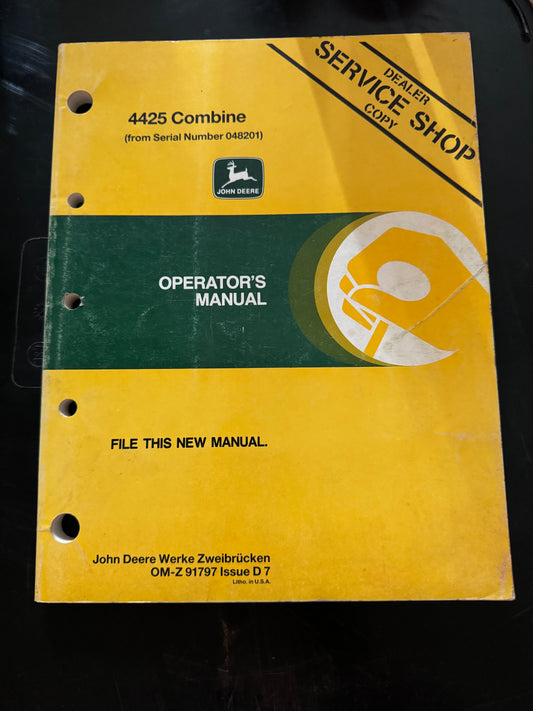 DEALER
SERVICE SHOP
COPY
4425 Combine
(from Serial Number 048201)
JOHN DEERE
OPERATOR'S
MANUAL
FILE THIS NEW MANUAL.
John Deere Werke Zweibrücken
OM-Z 91797 Issue D 7
Litho. in U.S.A.